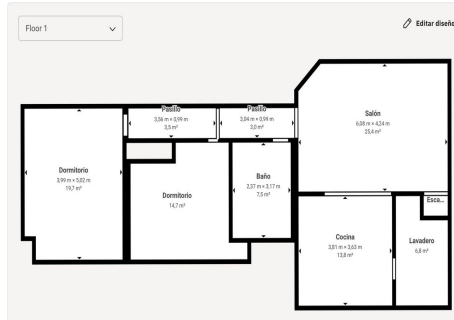 Floor 1
Editar diseño
Pasillo
3,56 m × 0,99 m
3,5 m²
Pasillo
3,04 m × 0,99 m
3,0 m²
Salón
6,08 m × 4,24 m
25,4 m²
Dormitorio
3,99 m × 5,02 m
19,7 m²
Dormitorio
14,7 m²
Baño
2,37 m × 3,17 m
7,5 m²
Esca...
Cocina
3,81 m × 3,63 m
13,8 m²
Lavadero
6,8 m²